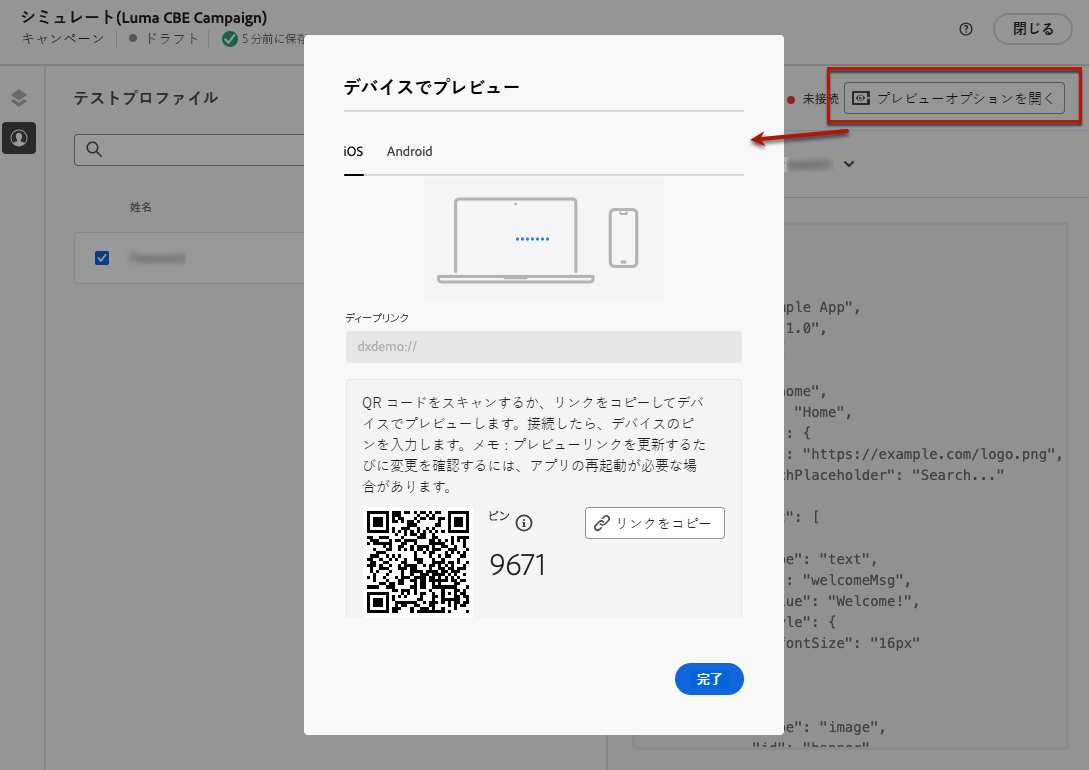 シミュレート(Luma CBE Campaign)
キャンペーン
ドラフト
5 分前に保存
閉じる
テストプロファイル
未接続
プレビューオプションを開く
姓名
デバイスでプレビュー
iOS
Android
ディープリンク
dxdemo://
QR コードをスキャンするか、リンクをコピーしてデバ
イスでプレビューします。接続したら、デバイスのピ
ンを入力します。メモ : プレビューリンクを更新するた
びに変更を確認するには、アプリの再起動が必要な場
合があります。
ピン
リンクをコピー
9671
完了
ple App",
1.0",
ome",
"Home",
: {
: "https://example.com/logo.png",
chPlaceholder": "Search..."
": [
pe": "text",
: "welcomeMsg",
ue": "Welcome!",
yle": {
fontSize": "16px"
pe": "image",
"id": "banner"